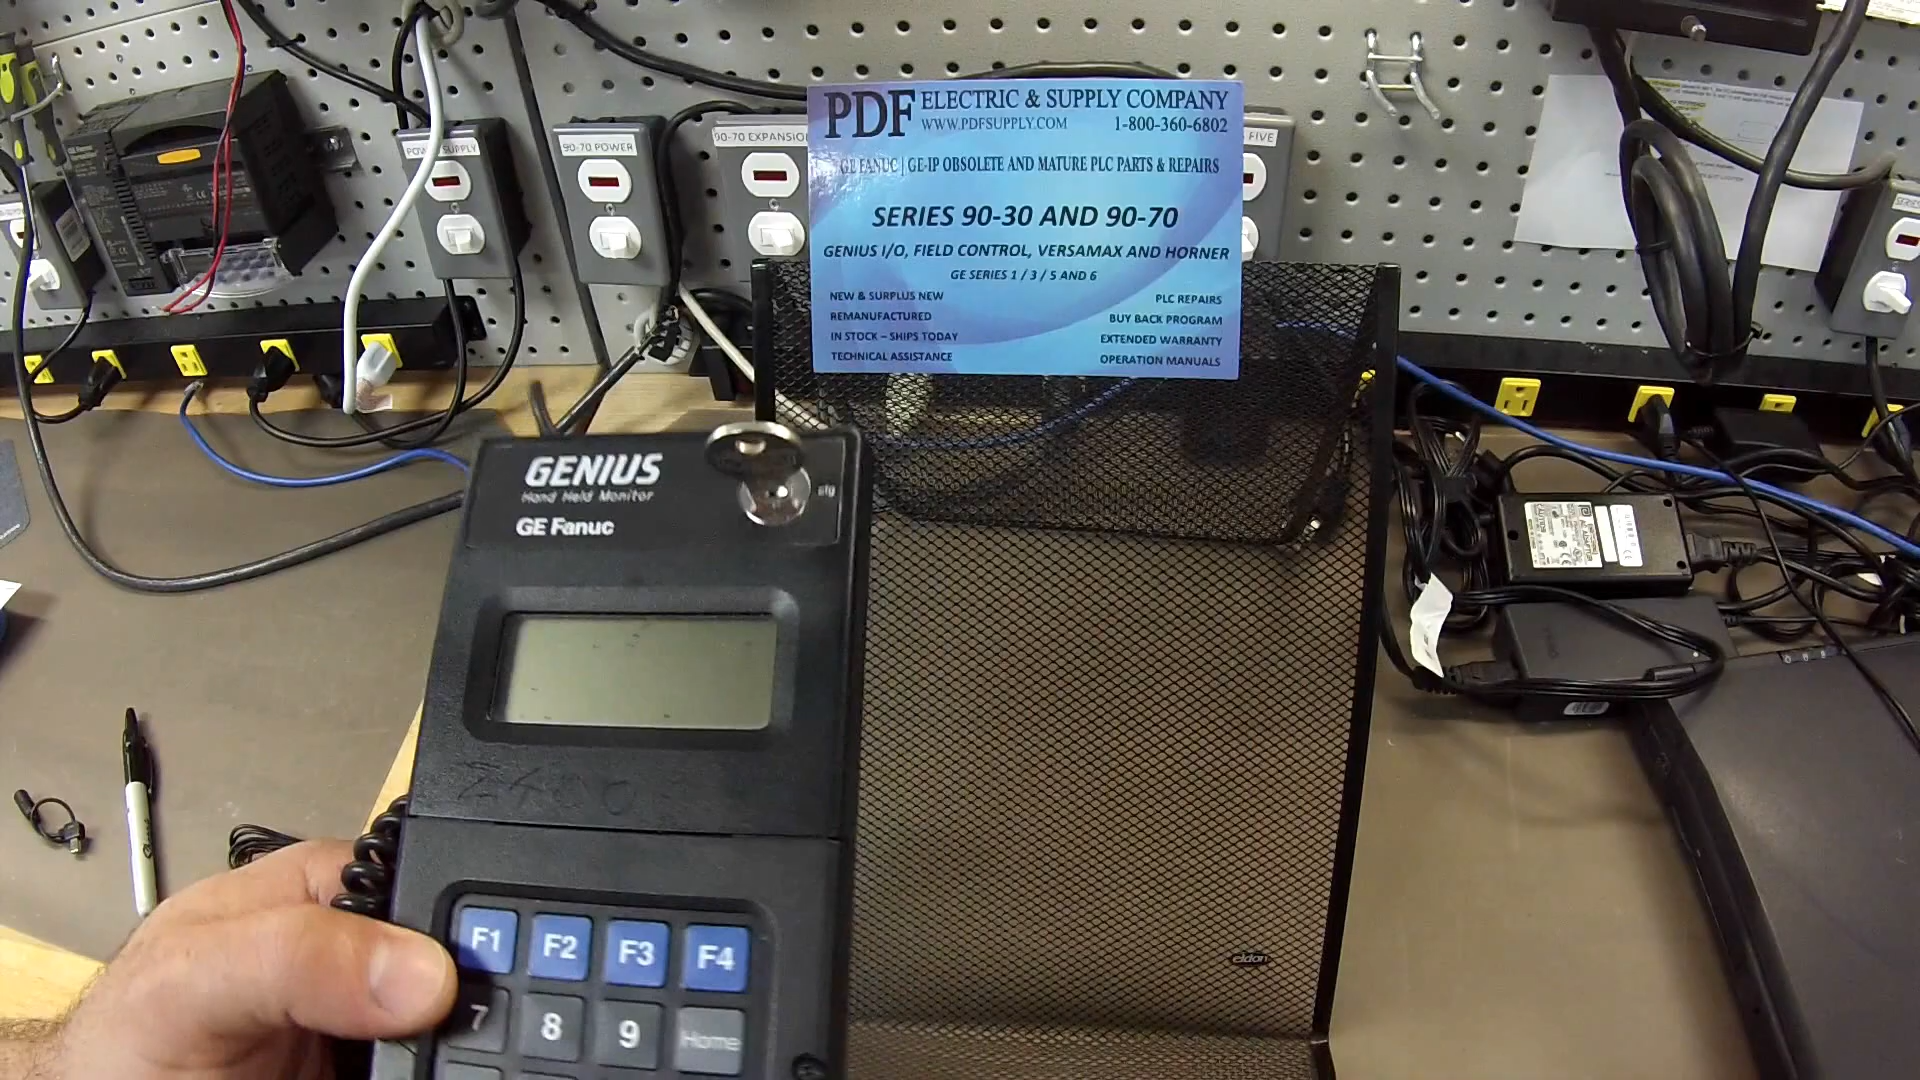 PDF ELECTRIC & SUPPLY COMPANY
WWW.PDFSUPPLY.COM 1-800-360-6802
GE FANUC | GE-IP OBSOLETE AND MATURE PLC PARTS & REPAIRS
SERIES 90-30 AND 90-70
GENIUS I/O, FIELD CONTROL, VERSAMAX AND HORNER
GE SERIES 1 / 3 / 5 AND 6
NEW & SURPLUS NEW
REMANUFACTURED
IN STOCK – SHIPS TODAY
TECHNICAL ASSISTANCE
PLC REPAIRS
BUY BACK PROGRAM
EXTENDED WARRANTY
OPERATION MANUALS
POWER SUPPLY
90-70 POWER
90-70 EXPANSION
FIVE
GENIUS
Hand Held Monitor
GE Fanuc
cfg
2400
F1 F2 F3 F4
7 8 9 Home
eldon